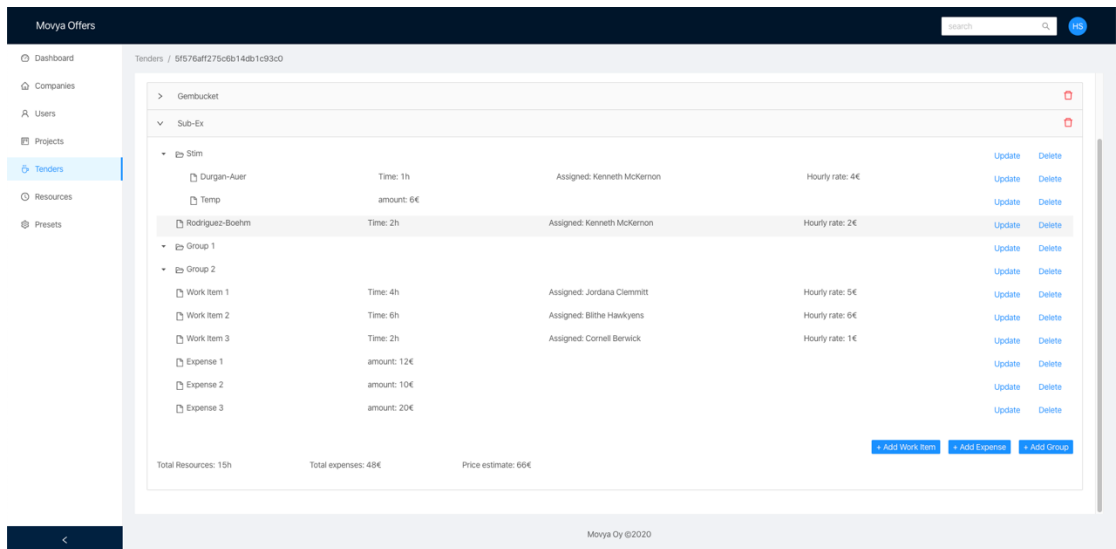 Movya Offers
search
HS
Dashboard
Companies
Users
Projects
Tenders
Resources
Presets
Tenders / 5f576aff275c6b14db1c93c0
Gembucket
Sub-Ex
Stim Update Delete
Durgan-Auer Time: 1h Assigned: Kenneth McKernon Hourly rate: 4€ Update Delete
Temp amount: 6€ Update Delete
Rodriguez-Boehm Time: 2h Assigned: Kenneth McKernon Hourly rate: 2€ Update Delete
Group 1 Update Delete
Group 2 Update Delete
Work Item 1 Time: 4h Assigned: Jordana Clemmitt Hourly rate: 5€ Update Delete
Work Item 2 Time: 6h Assigned: Blithe Hawkyens Hourly rate: 6€ Update Delete
Work Item 3 Time: 2h Assigned: Cornell Berwick Hourly rate: 1€ Update Delete
Expense 1 amount: 12€ Update Delete
Expense 2 amount: 10€ Update Delete
Expense 3 amount: 20€ Update Delete
+ Add Work Item + Add Expense + Add Group
Total Resources: 15h Total expenses: 48€ Price estimate: 66€
Movya Oy ©2020